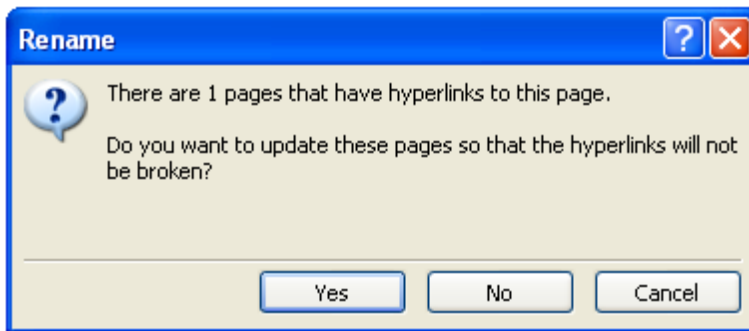 Rename
There are 1 pages that have hyperlinks to this page.
Do you want to update these pages so that the hyperlinks will not
be broken?
Yes No Cancel